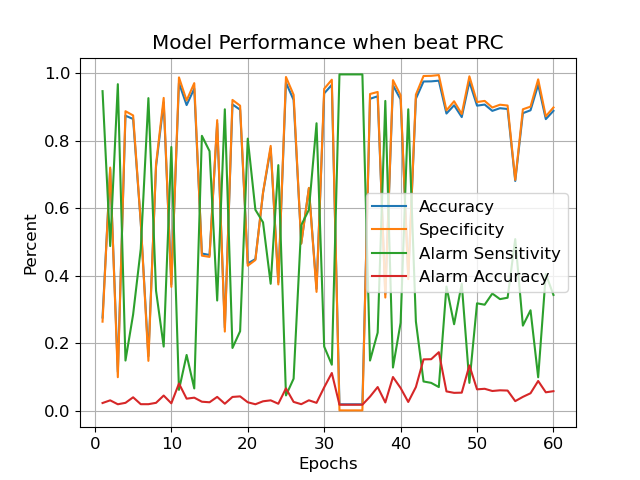 Model Performance when beat PRC
Percent
1.0
0.8
0.6
0.4
0.2
0.0
Accuracy
Specificity
Alarm Sensitivity
Alarm Accuracy
0 10 20 30 40 50 60
Epochs